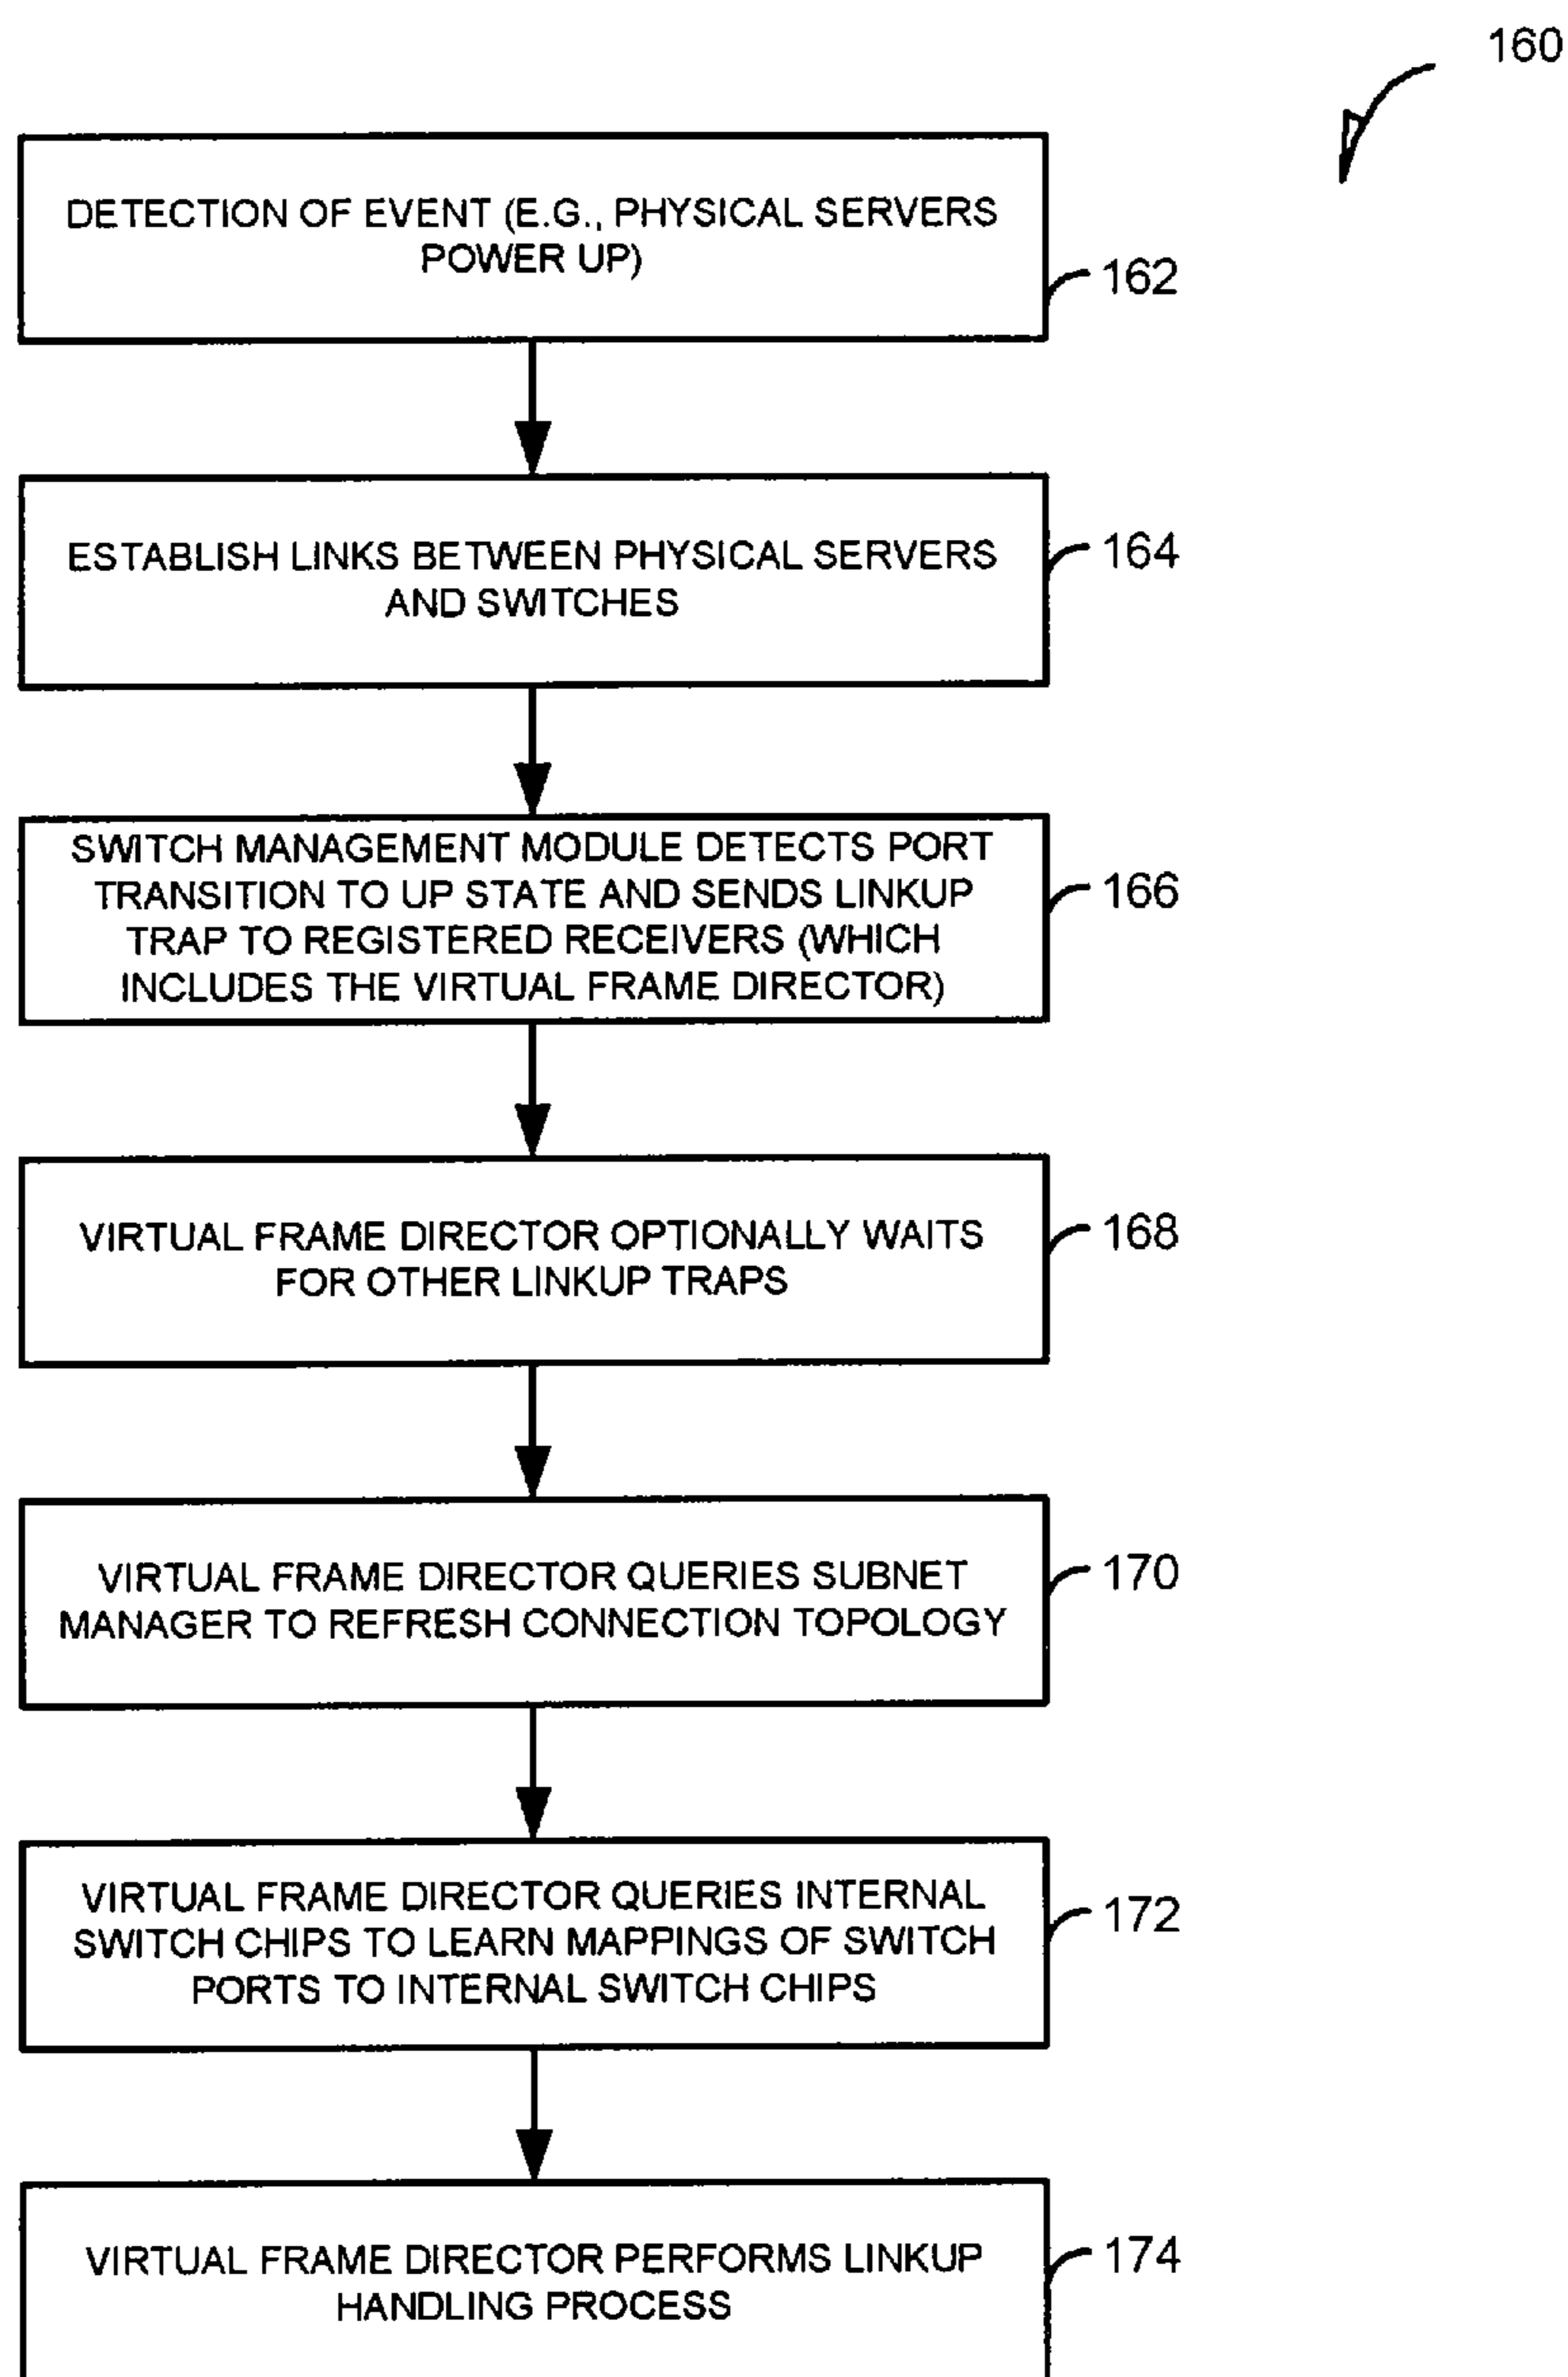 160
DETECTION OF EVENT (E.G., PHYSICAL SERVERS
POWER UP)
162
ESTABLISH LINKS BETWEEN PHYSICAL SERVERS
AND SWITCHES
164
SWITCH MANAGEMENT MODULE DETECTS PORT
TRANSITION TO UP STATE AND SENDS LINKUP
TRAP TO REGISTERED RECEIVERS (WHICH
INCLUDES THE VIRTUAL FRAME DIRECTOR)
166
VIRTUAL FRAME DIRECTOR OPTIONALLY WAITS
FOR OTHER LINKUP TRAPS
168
VIRTUAL FRAME DIRECTOR QUERIES SUBNET
MANAGER TO REFRESH CONNECTION TOPOLOGY
170
VIRTUAL FRAME DIRECTOR QUERIES INTERNAL
SWITCH CHIPS TO LEARN MAPPINGS OF SWITCH
PORTS TO INTERNAL SWITCH CHIPS
172
VIRTUAL FRAME DIRECTOR PERFORMS LINKUP
HANDLING PROCESS
174